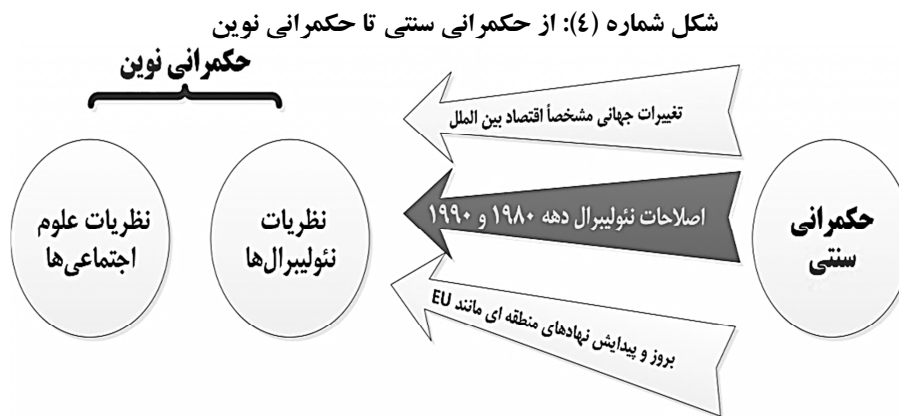 شکل شماره (٤): از حکمرانی سنتی تا حکمرانی نوین
حکمرانی نوین
تغییرات جهانی مشخصاً اقتصاد بین الملل
اصلاحات نئولیبرال دهه ۱۹۸۰ و ۱۹۹۰
بروز و پیدایش نهادهای منطقه ای مانند EU
حکمرانی
سنتی
نظریات
نئولیبرال‌ها
نظریات علوم
اجتماعی‌ها